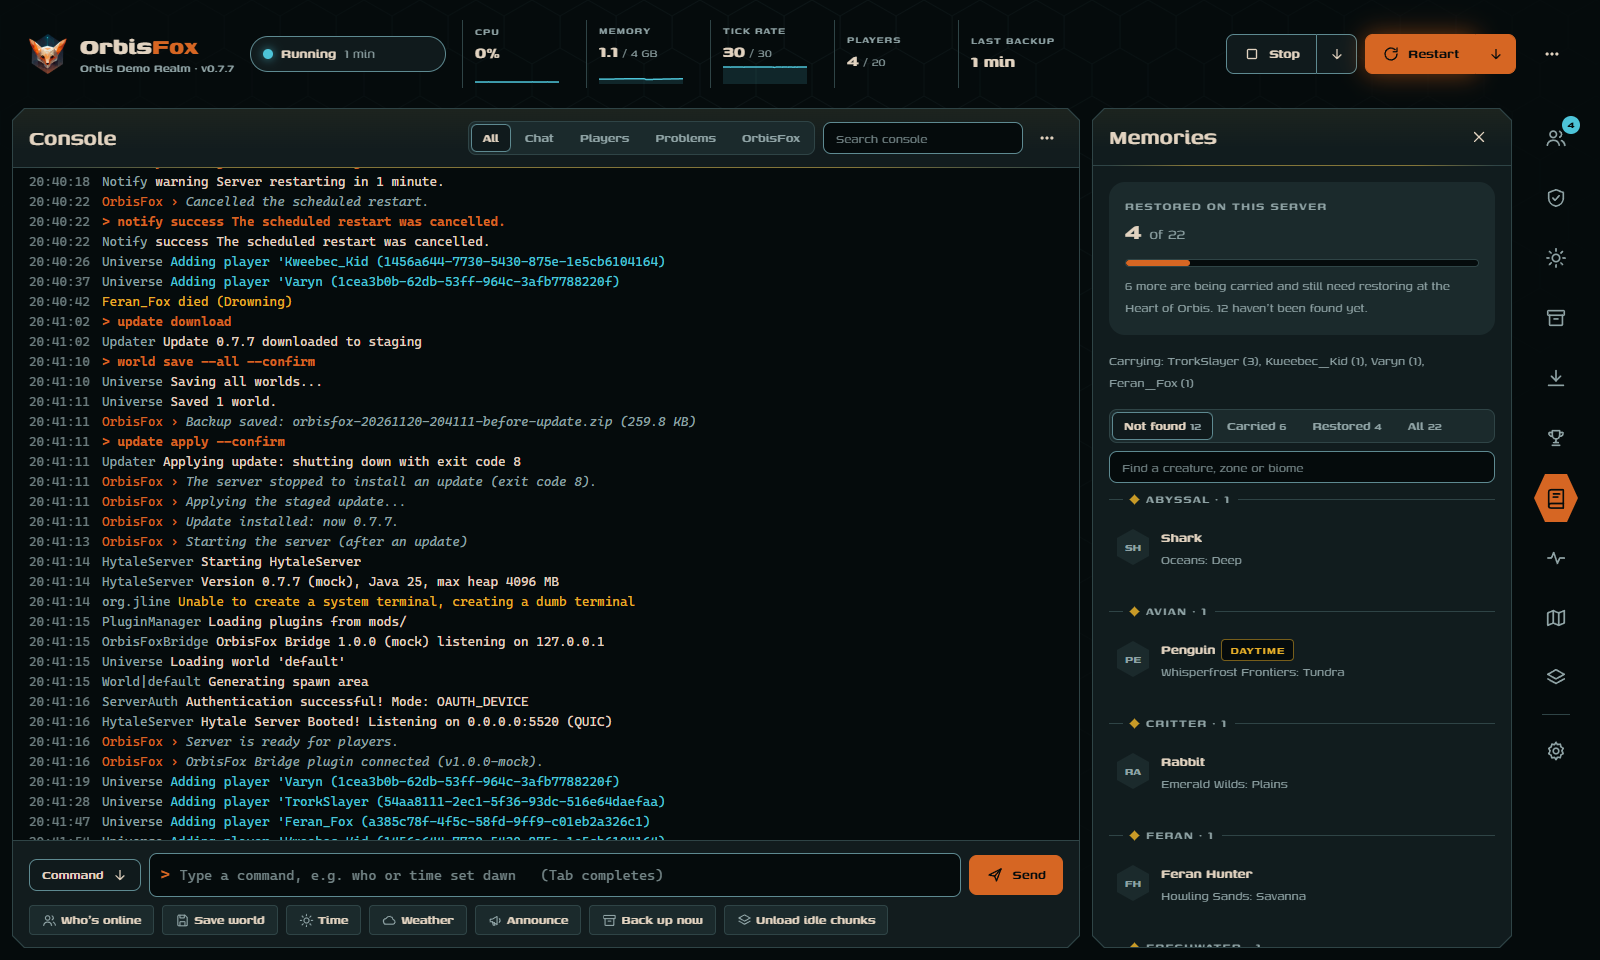 OrbisFox
Orbis Demo Realm · v0.7.7
Running 1 min
CPU
0%
MEMORY
1.1 / 4 GB
TICK RATE
30 / 30
PLAYERS
4 / 20
LAST BACKUP
1 min
Stop
Restart
Console
All
Chat
Players
Problems
OrbisFox
Search console
20:40:18 Notify warning Server restarting in 1 minute.
20:40:22 OrbisFox › Cancelled the scheduled restart.
20:40:22 > notify success The scheduled restart was cancelled.
20:40:22 Notify success The scheduled restart was cancelled.
20:40:26 Universe Adding player 'Kweebec_Kid (1456a644-7730-5430-875e-1e5cb6104164)
20:40:37 Universe Adding player 'Varyn (1cea3b0b-62db-53ff-964c-3afb7788220f)
20:40:42 Feran_Fox died (Drowning)
20:41:02 > update download
20:41:02 Updater Update 0.7.7 downloaded to staging
20:41:10 > world save --all --confirm
20:41:10 Universe Saving all worlds...
20:41:11 Universe Saved 1 world.
20:41:11 OrbisFox › Backup saved: orbisfox-20261120-204111-before-update.zip (259.8 KB)
20:41:11 > update apply --confirm
20:41:11 Updater Applying update: shutting down with exit code 8
20:41:11 OrbisFox › The server stopped to install an update (exit code 8).
20:41:11 OrbisFox › Applying the staged update...
20:41:11 OrbisFox › Update installed: now 0.7.7.
20:41:13 OrbisFox › Starting the server (after an update)
20:41:14 HytaleServer Starting HytaleServer
20:41:14 HytaleServer Version 0.7.7 (mock), Java 25, max heap 4096 MB
20:41:14 org.jline Unable to create a system terminal, creating a dumb terminal
20:41:15 PluginManager Loading plugins from mods/
20:41:15 OrbisFoxBridge OrbisFox Bridge 1.0.0 (mock) listening on 127.0.0.1
20:41:15 Universe Loading world 'default'
20:41:15 World|default Generating spawn area
20:41:16 ServerAuth Authentication successful! Mode: OAUTH_DEVICE
20:41:16 HytaleServer Hytale Server Booted! Listening on 0.0.0.0:5520 (QUIC)
20:41:16 OrbisFox › Server is ready for players.
20:41:16 OrbisFox › OrbisFox Bridge plugin connected (v1.0.0-mock).
20:41:19 Universe Adding player 'Varyn (1cea3b0b-62db-53ff-964c-3afb7788220f)
20:41:28 Universe Adding player 'TrorkSlayer (54aa8111-2ec1-5f36-93dc-516e64daefaa)
20:41:47 Universe Adding player 'Feran_Fox (a385c78f-4f5c-58fd-9ff9-c01eb2a326c1)
Command
> Type a command, e.g. who or time set dawn (Tab completes)
Send
Who's online
Save world
Time
Weather
Announce
Back up now
Unload idle chunks
Memories
RESTORED ON THIS SERVER
4 of 22
6 more are being carried and still need restoring at the
Heart of Orbis. 12 haven't been found yet.
Carrying: TrorkSlayer (3), Kweebec_Kid (1), Varyn (1),
Feran_Fox (1)
Not found 12
Carried 6
Restored 4
All 22
Find a creature, zone or biome
ABYSSAL · 1
SH
Shark
Oceans: Deep
AVIAN · 1
PE
Penguin DAYTIME
Whisperfrost Frontiers: Tundra
CRITTER · 1
RA
Rabbit
Emerald Wilds: Plains
FERAN · 1
FH
Feran Hunter
Howling Sands: Savanna
4